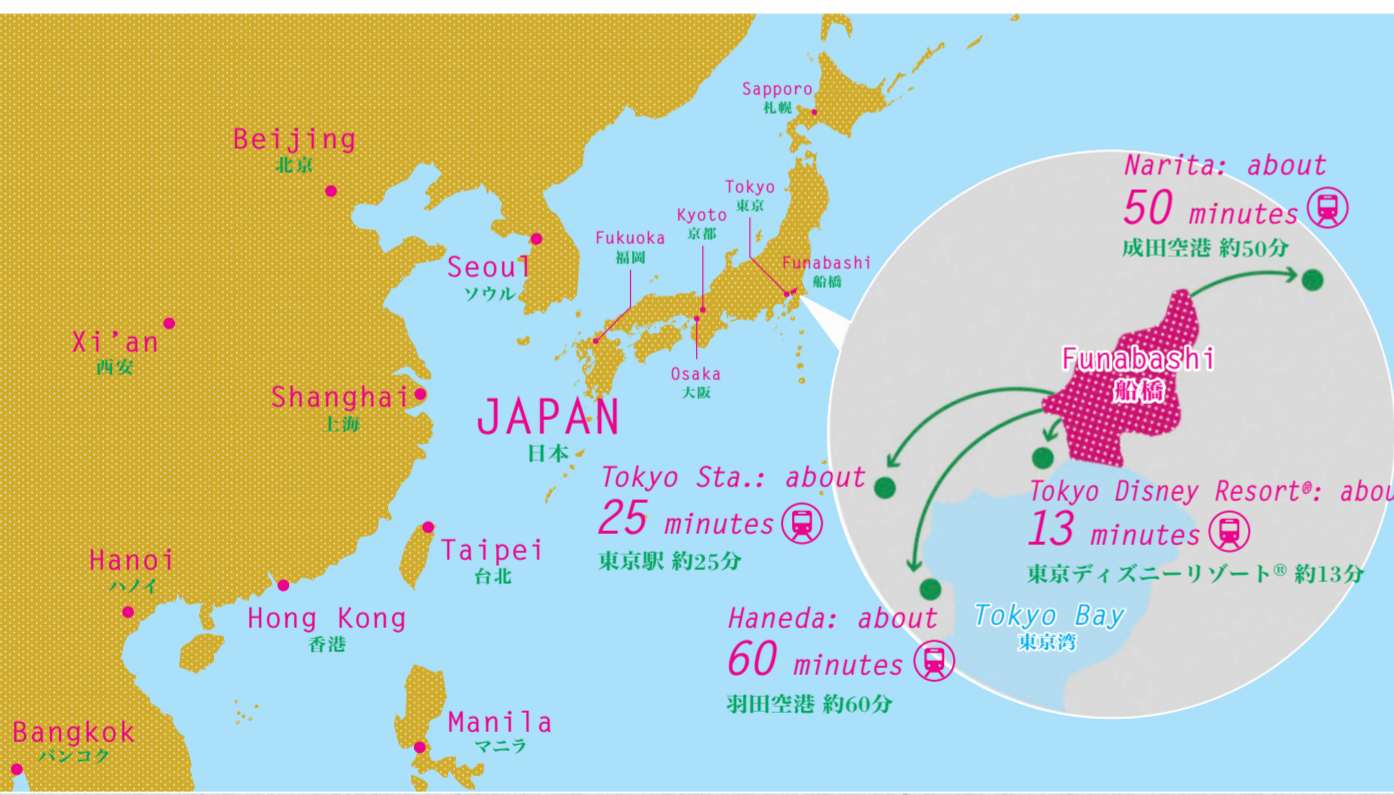 Sapporo
札幌
Beijing
北京
Tokyo
東京
Kyoto
京都
Fukuoka
福岡
Seoul
ソウル
Funabashi
船橋
Xi'an
西安
Osaka
大阪
Shanghai
上海
JAPAN
日本
Hanoi
ハノイ
Taipei
台北
Hong Kong
香港
Manila
マニラ
Bangkok
バンコク
Narita: about
50 minutes
成田空港 約50分
Funabashi
船橋
Tokyo Sta.: about
25 minutes
東京駅 約25分
Tokyo Disney Resort®: abou
13 minutes
東京ディズニーリゾート® 約13分
Haneda: about
60 minutes
羽田空港 約60分
Tokyo Bay
東京湾